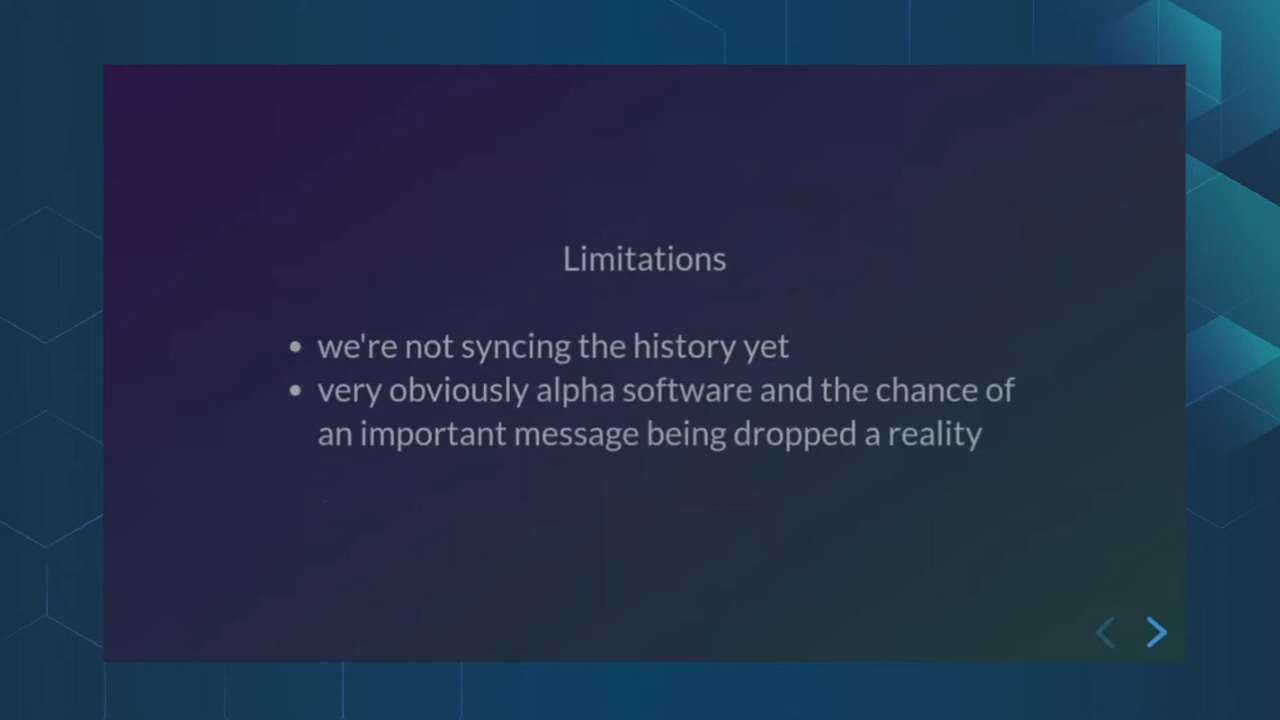 Limitations
we're not syncing the history yet
very obviously alpha software and the chance of
an important message being dropped a reality